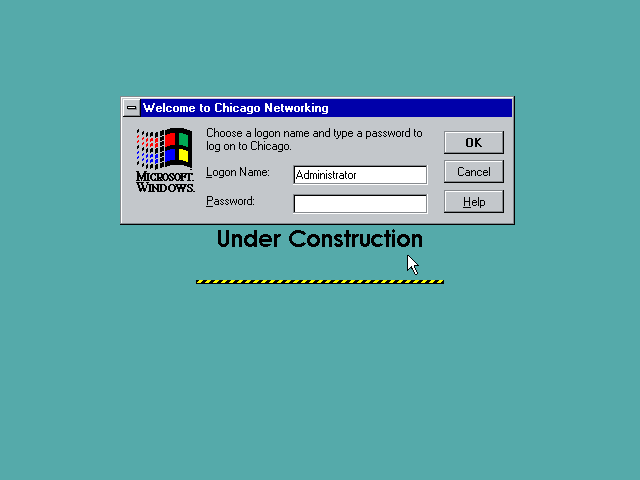 Welcome to Chicago Networking
Choose a logon name and type a password to
log on to Chicago.
MICROSOFT.
WINDOWS.
Logon Name:
Administrator
Password:
OK
Cancel
Help
Under Construction